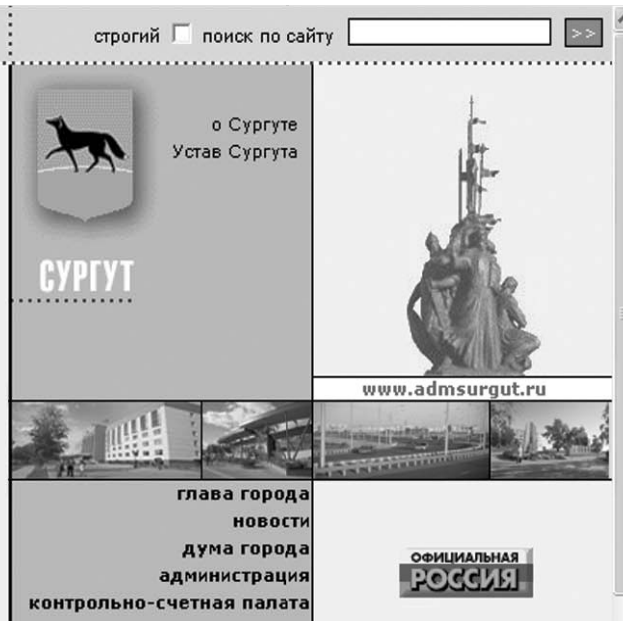 строгий поиск по сайту >>
о Сургуте
Устав Сургута
СУРГУТ
www.admsurgut.ru
глава города
новости
дума города
администрация
контрольно-счетная палата
ОФИЦИАЛЬНАЯ
РОССИЯ